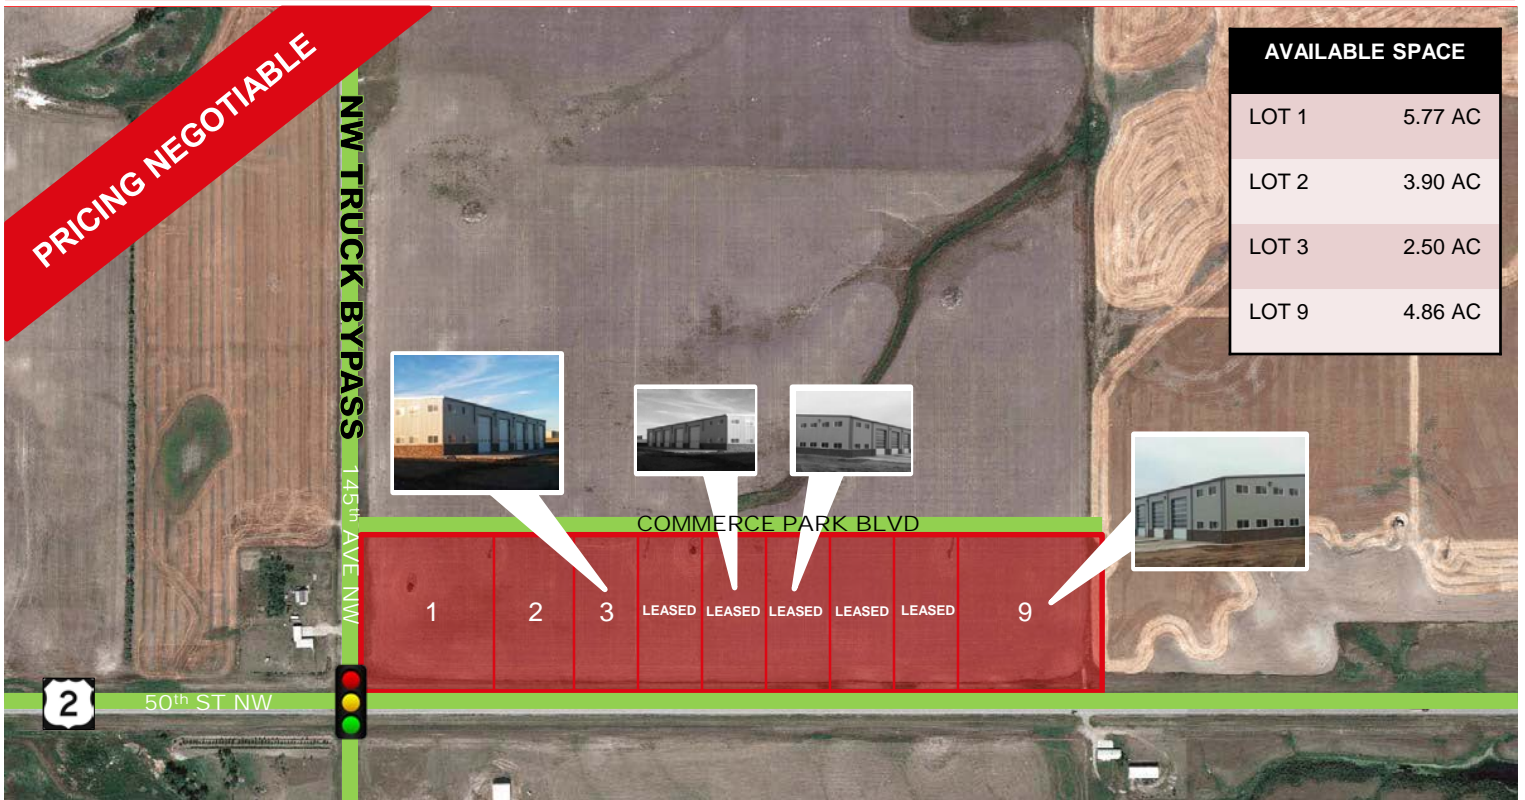 PRICING NEGOTIABLE
NW TRUCK BYPASS
145th AVE NW
AVAILABLE SPACE
LOT 1 5.77 AC
LOT 2 3.90 AC
LOT 3 2.50 AC
LOT 9 4.86 AC
COMMERCE PARK BLVD
1 2 3 LEASED LEASED LEASED LEASED LEASED 9
2
50th ST NW